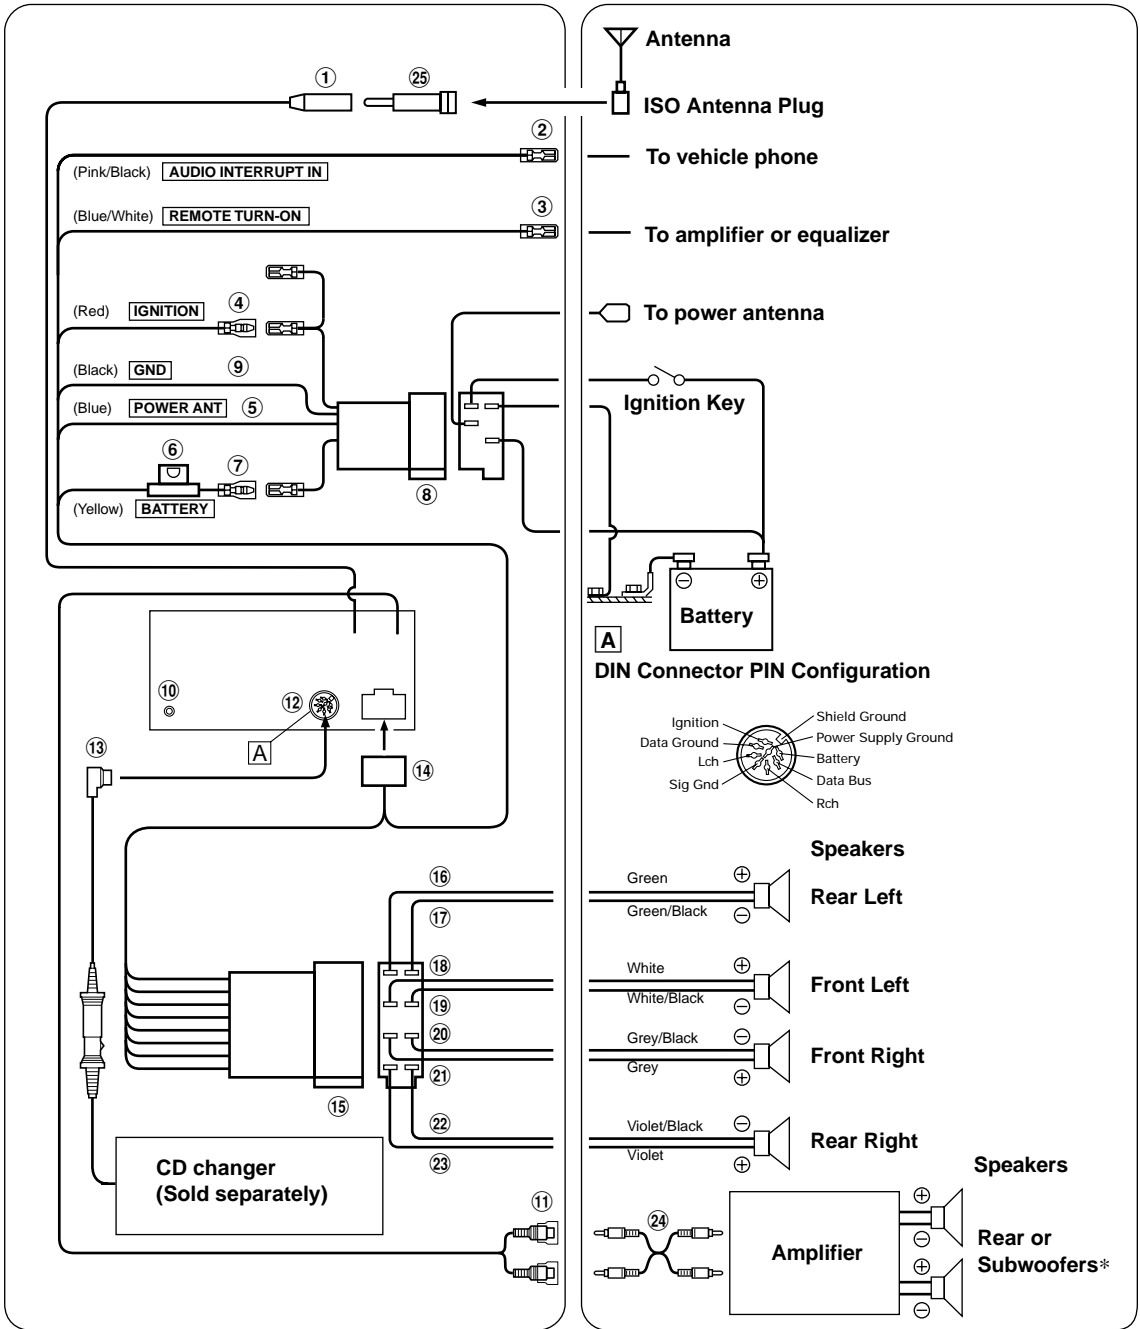 Antenna
① ㉕
ISO Antenna Plug
②
(Pink/Black) AUDIO INTERRUPT IN
To vehicle phone
(Blue/White) REMOTE TURN-ON
③
To amplifier or equalizer
(Red) IGNITION ④
To power antenna
(Black) GND ⑨
(Blue) POWER ANT ⑤
Ignition Key
⑥ ⑦
⑧
(Yellow) BATTERY
⊖ ⊕
Battery
A
DIN Connector PIN Configuration
⑩ ⑫
A
⑬
⑭
Ignition
Data Ground
Lch
Sig Gnd
Shield Ground
Power Supply Ground
Battery
Data Bus
Rch
Speakers
⑯ Green ⊕
Rear Left
⑰ Green/Black ⊖
⑱ White ⊕
Front Left
⑲ White/Black ⊖
⑳ Grey/Black ⊖
Front Right
㉑ Grey ⊕
⑮
㉒ Violet/Black ⊖
Rear Right
㉓ Violet ⊕
CD changer
(Sold separately)
Speakers
⑪ ㉔
Amplifier
⊕
⊖
⊕
⊖
Rear or
Subwoofers*